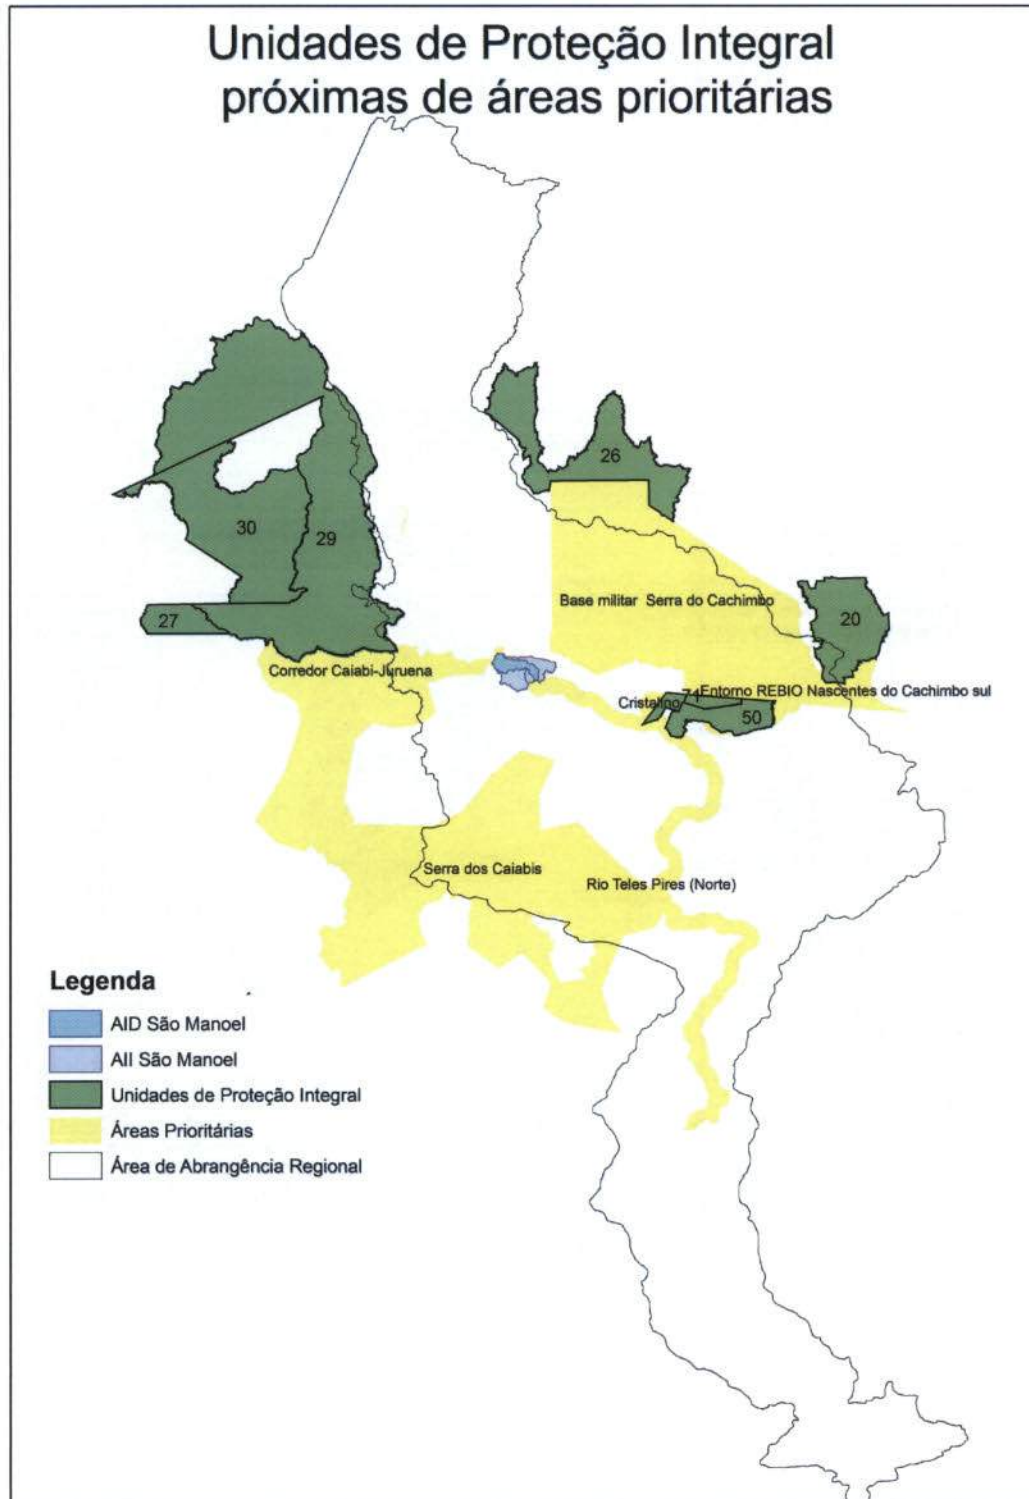 Unidades de Proteção Integral
próximas de áreas prioritárias
26
30
29
27
Base militar Serra do Cachimbo
20
Corredor Caiabi-Juruena
Cristalino
71
Entorno REBIO Nascentes do Cachimbo sul
50
Serra dos Caiabis
Rio Teles Pires (Norte)
Legenda
AID São Manoel
AII São Manoel
Unidades de Proteção Integral
Áreas Prioritárias
Área de Abrangência Regional